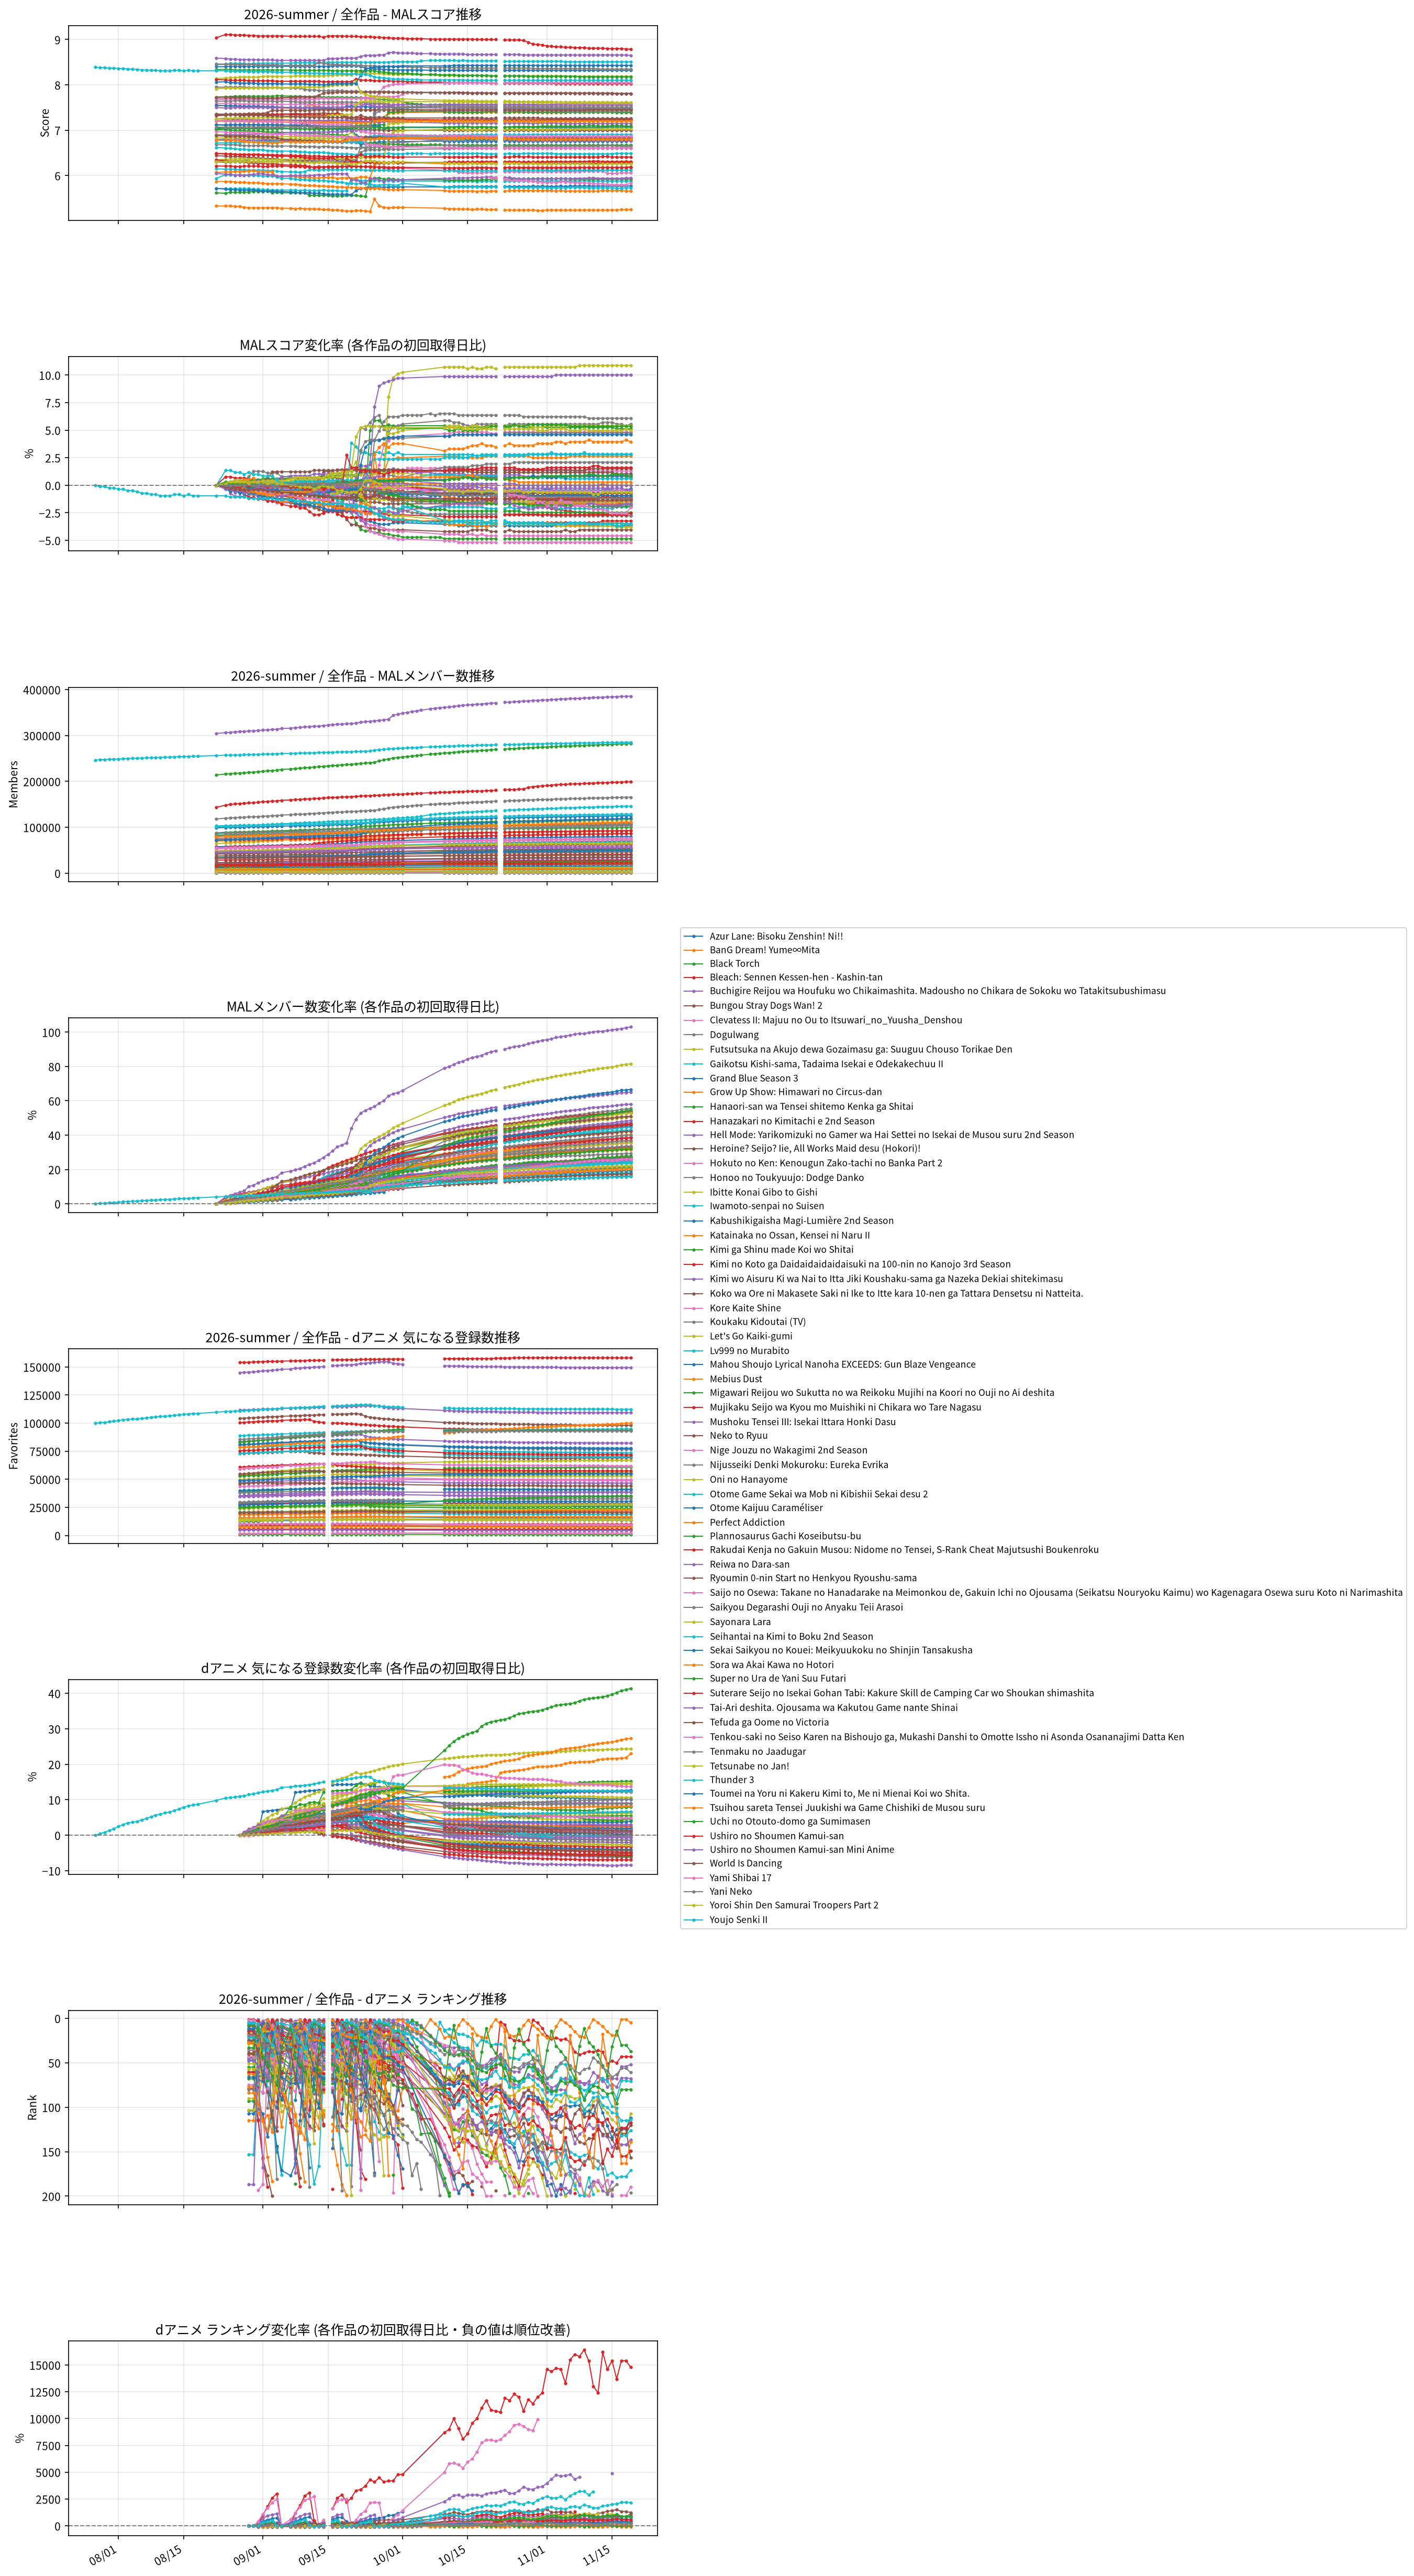 2026-summer / 全作品 - MALスコア推移
Score
9
8
7
6
MALスコア変化率 (各作品の初回取得日比)
%
10.0
7.5
5.0
2.5
0.0
−2.5
−5.0
2026-summer / 全作品 - MALメンバー数推移
Members
400000
300000
200000
100000
0
MALメンバー数変化率 (各作品の初回取得日比)
%
100
80
60
40
20
0
2026-summer / 全作品 - dアニメ 気になる登録数推移
Favorites
150000
125000
100000
75000
50000
25000
0
dアニメ 気になる登録数変化率 (各作品の初回取得日比)
%
40
30
20
10
0
−10
2026-summer / 全作品 - dアニメ ランキング推移
Rank
0
50
100
150
200
dアニメ ランキング変化率 (各作品の初回取得日比・負の値は順位改善)
%
15000
12500
10000
7500
5000
2500
0
08/01
08/15
09/01
09/15
10/01
10/15
11/01
11/15
Azur Lane: Bisoku Zenshin! Ni!!
BanG Dream! Yume∞Mita
Black Torch
Bleach: Sennen Kessen-hen - Kashin-tan
Buchigire Reijou wa Houfuku wo Chikaimashita. Madousho no Chikara de Sokoku wo Tatakitsubushimasu
Bungou Stray Dogs Wan! 2
Clevatess II: Majuu no Ou to Itsuwari_no_Yuusha_Denshou
Dogulwang
Futsutsuka na Akujo dewa Gozaimasu ga: Suuguu Chouso Torikae Den
Gaikotsu Kishi-sama, Tadaima Isekai e Odekakechuu II
Grand Blue Season 3
Grow Up Show: Himawari no Circus-dan
Hanaori-san wa Tensei shitemo Kenka ga Shitai
Hanazakari no Kimitachi e 2nd Season
Hell Mode: Yarikomizuki no Gamer wa Hai Settei no Isekai de Musou suru 2nd Season
Heroine? Seijo? Iie, All Works Maid desu (Hokori)!
Hokuto no Ken: Kenougun Zako-tachi no Banka Part 2
Honoo no Toukyuujo: Dodge Danko
Ibitte Konai Gibo to Gishi
Iwamoto-senpai no Suisen
Kabushikigaisha Magi-Lumière 2nd Season
Katainaka no Ossan, Kensei ni Naru II
Kimi ga Shinu made Koi wo Shitai
Kimi no Koto ga Daidaidaidaidaisuki na 100-nin no Kanojo 3rd Season
Kimi wo Aisuru Ki wa Nai to Itta Jiki Koushaku-sama ga Nazeka Dekiai shitekimasu
Koko wa Ore ni Makasete Saki ni Ike to Itte kara 10-nen ga Tattara Densetsu ni Natteita.
Kore Kaite Shine
Koukaku Kidoutai (TV)
Let's Go Kaiki-gumi
Lv999 no Murabito
Mahou Shoujo Lyrical Nanoha EXCEEDS: Gun Blaze Vengeance
Mebius Dust
Migawari Reijou wo Sukutta no wa Reikoku Mujihi na Koori no Ouji no Ai deshita
Mujikaku Seijo wa Kyou mo Muishiki ni Chikara wo Tare Nagasu
Mushoku Tensei III: Isekai Ittara Honki Dasu
Neko to Ryuu
Nige Jouzu no Wakagimi 2nd Season
Nijusseiki Denki Mokuroku: Eureka Evrika
Oni no Hanayome
Otome Game Sekai wa Mob ni Kibishii Sekai desu 2
Otome Kaijuu Caraméliser
Perfect Addiction
Plannosaurus Gachi Koseibutsu-bu
Rakudai Kenja no Gakuin Musou: Nidome no Tensei, S-Rank Cheat Majutsushi Boukenroku
Reiwa no Dara-san
Ryoumin 0-nin Start no Henkyou Ryoushu-sama
Saijo no Osewa: Takane no Hanadarake na Meimonkou de, Gakuin Ichi no Ojousama (Seikatsu Nouryoku Kaimu) wo Kagenagara Osewa suru Koto ni Narimashita
Saikyou Degarashi Ouji no Anyaku Teii Arasoi
Sayonara Lara
Seihantai na Kimi to Boku 2nd Season
Sekai Saikyou no Kouei: Meikyuukoku no Shinjin Tansakusha
Sora wa Akai Kawa no Hotori
Super no Ura de Yani Suu Futari
Suterare Seijo no Isekai Gohan Tabi: Kakure Skill de Camping Car wo Shoukan shimashita
Tai-Ari deshita. Ojousama wa Kakutou Game nante Shinai
Tefuda ga Oome no Victoria
Tenkou-saki no Seiso Karen na Bishoujo ga, Mukashi Danshi to Omotte Issho ni Asonda Osananajimi Datta Ken
Tenmaku no Jaadugar
Tetsunabe no Jan!
Thunder 3
Toumei na Yoru ni Kakeru Kimi to, Me ni Mienai Koi wo Shita.
Tsuihou sareta Tensei Juukishi wa Game Chishiki de Musou suru
Uchi no Otouto-domo ga Sumimasen
Ushiro no Shoumen Kamui-san
Ushiro no Shoumen Kamui-san Mini Anime
World Is Dancing
Yami Shibai 17
Yani Neko
Yoroi Shin Den Samurai Troopers Part 2
Youjo Senki II